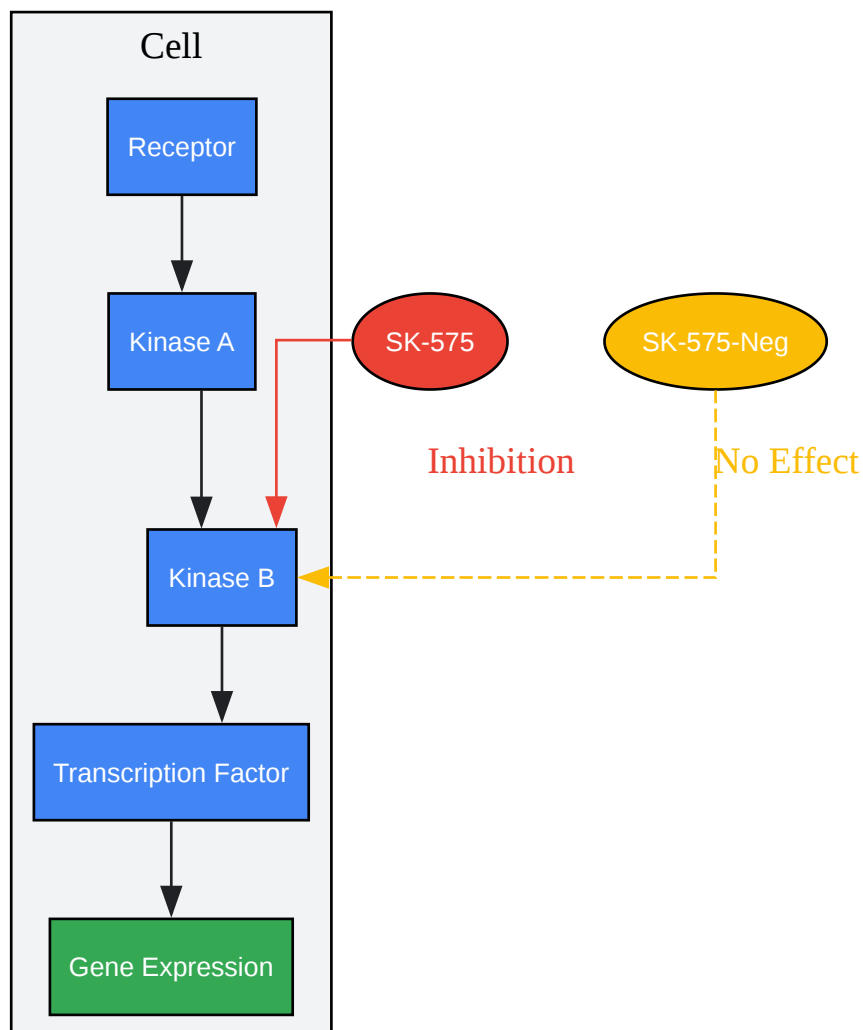 Cell
Receptor
Kinase A
SK-575
SK-575-Neg
Inhibition
No Effect
Kinase B
Transcription Factor
Gene Expression